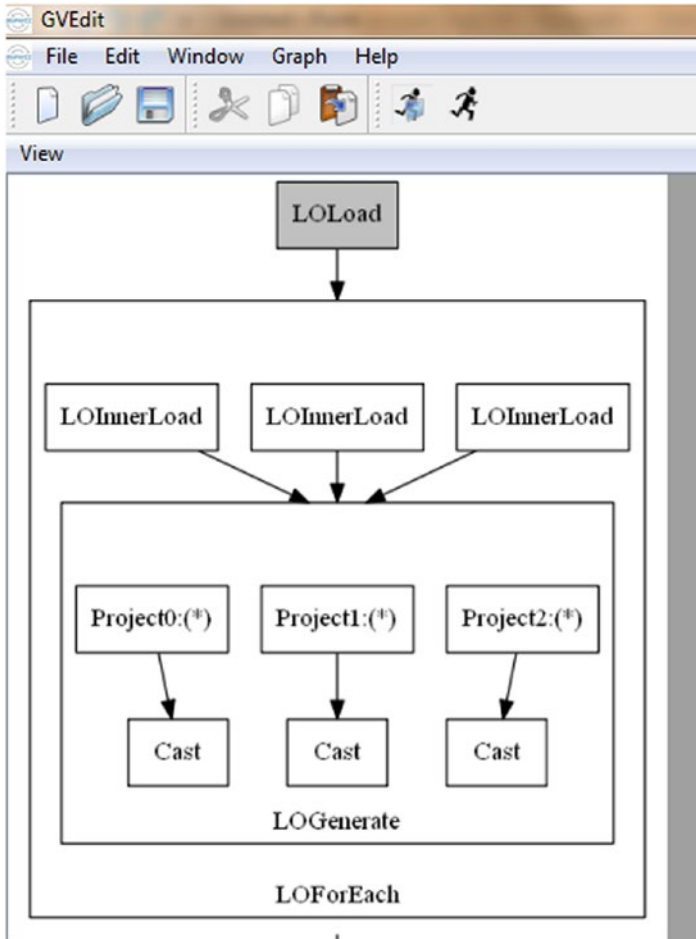 GVEdit
File Edit Window Graph Help
View
LOLoad
LOInnerLoad LOInnerLoad LOInnerLoad
Project0:(*) Project1:(*) Project2:(*)
Cast Cast Cast
LOGenerate
LOForEach